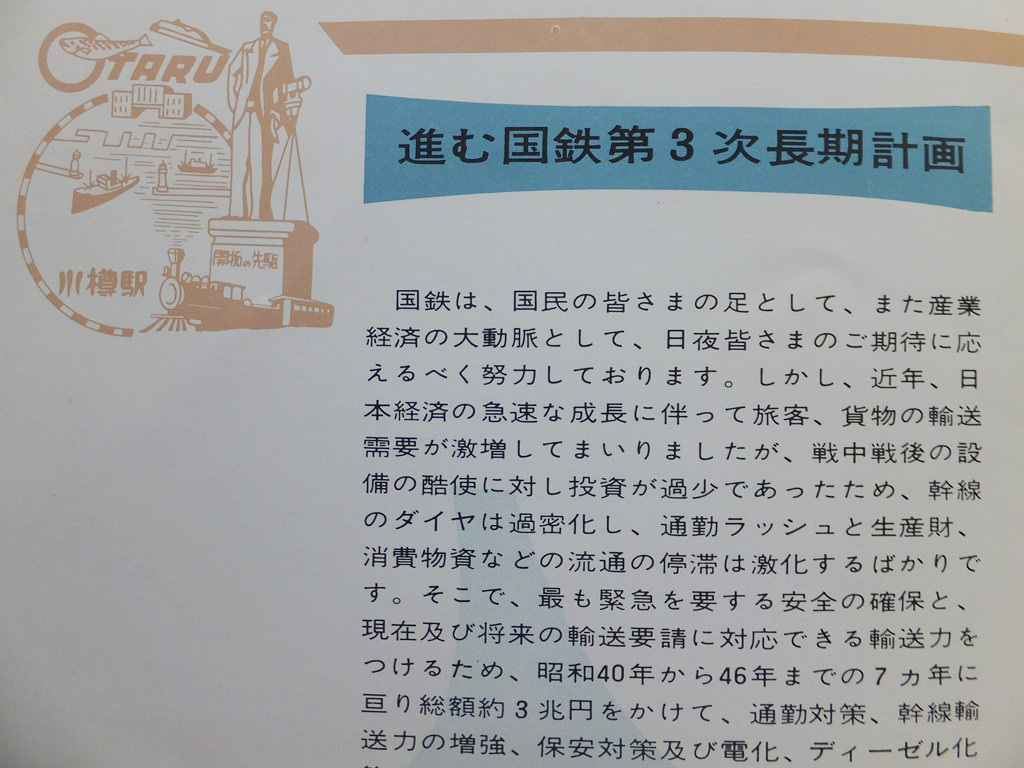 OTARU
開拓の先駆
小樽駅
進む国鉄第3次長期計画
国鉄は、国民の皆さまの足として、また産業
経済の大動脈として、日夜皆さまのご期待に応
えるべく努力しております。しかし、近年、日
本経済の急速な成長に伴って旅客、貨物の輸送
需要が激増してまいりましたが、戦中戦後の設
備の酷使に対し投資が過少であったため、幹線
のダイヤは過密化し、通勤ラッシュと生産財、
消費物資などの流通の停滞は激化するばかりで
す。そこで、最も緊急を要する安全の確保と、
現在及び将来の輸送要請に対応できる輸送力を
つけるため、昭和40年から46年までの7ヵ年に
亘り総額約3兆円をかけて、通勤対策、幹線輸
送力の増強、保安対策及び電化、ディーゼル化